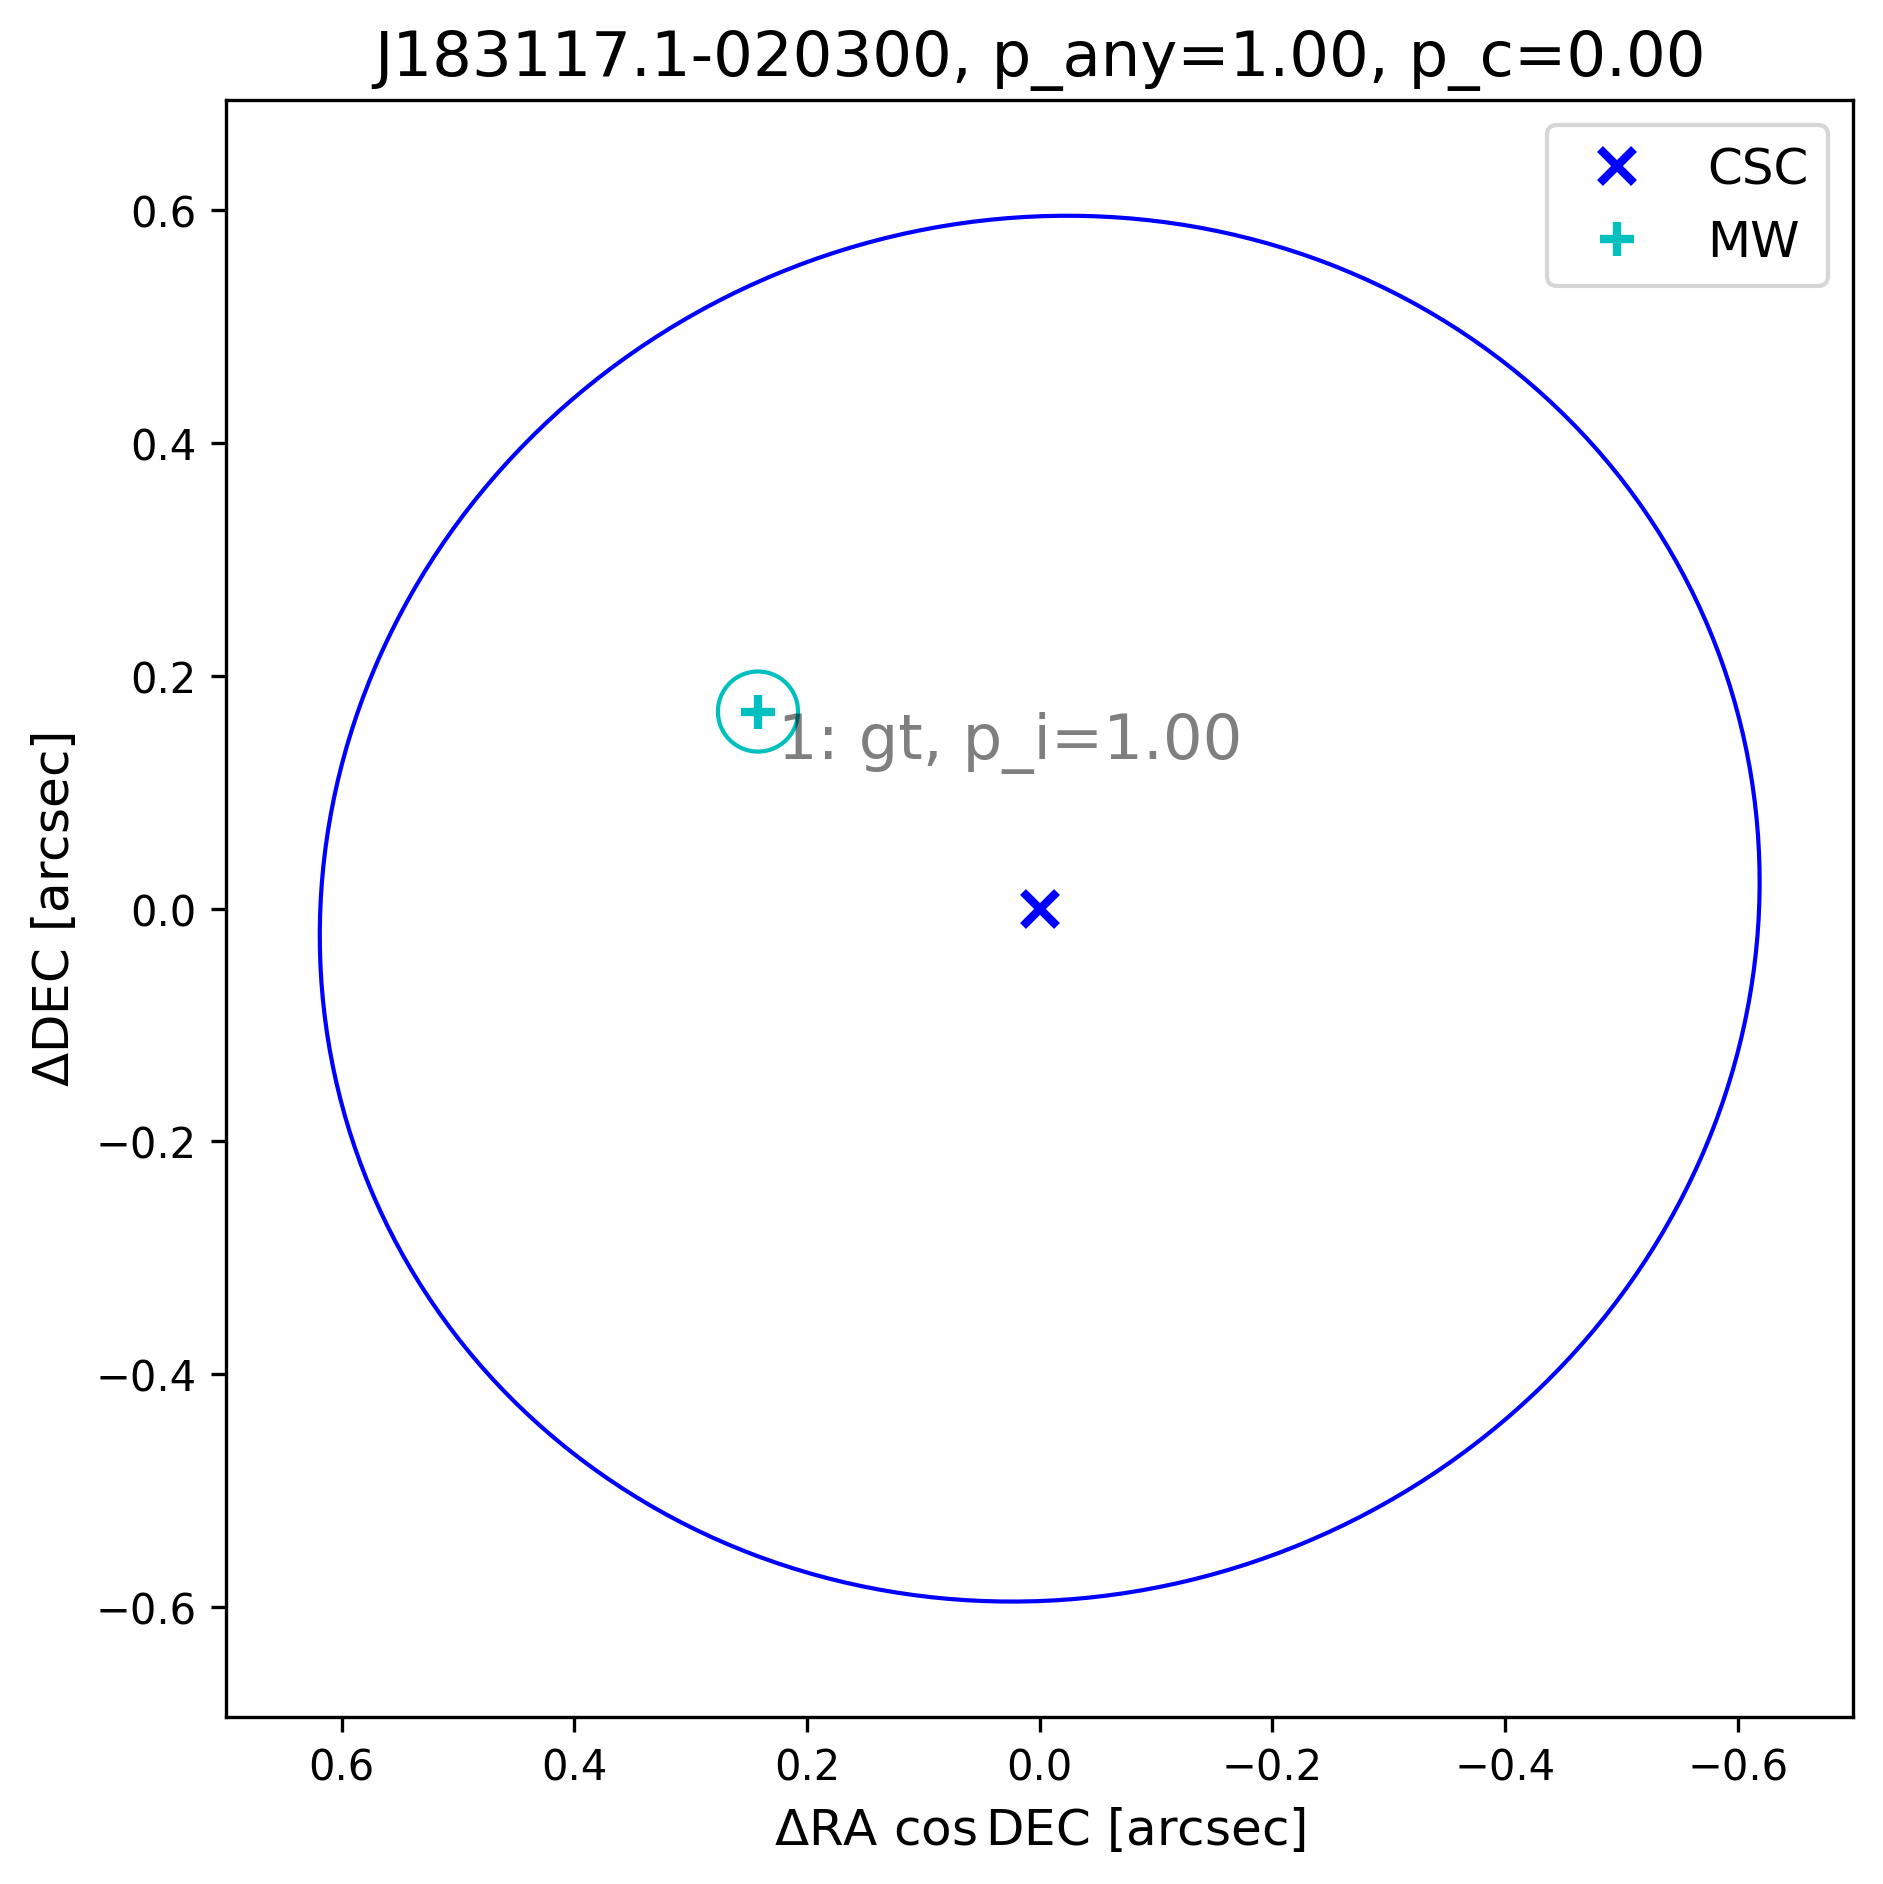 J183117.1-020300, p_any=1.00, p_c=0.00
CSC
MW
0.6
0.4
0.2
0.0
−0.2
−0.4
−0.6
ΔDEC [arcsec]
1: gt, p_i=1.00
0.6 0.4 0.2 0.0 −0.2 −0.4 −0.6
ΔRA cos DEC [arcsec]